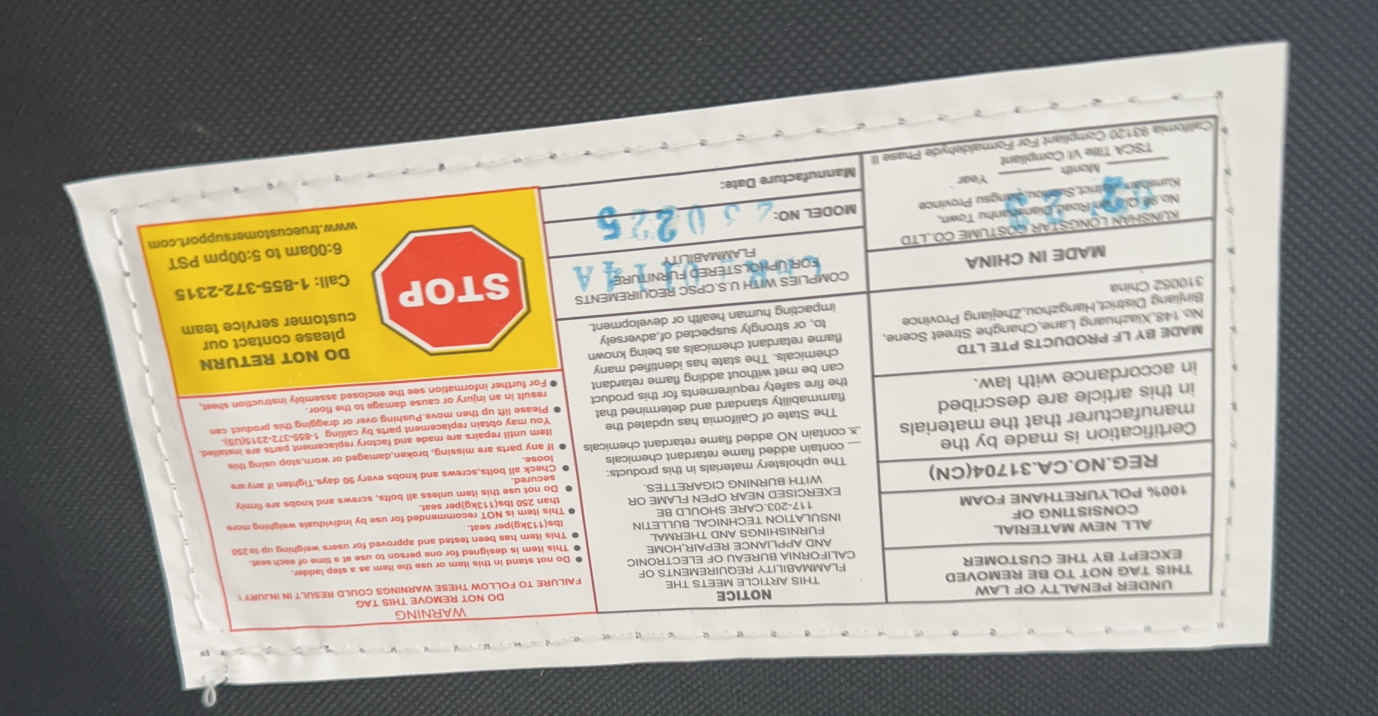 UNDER PENALTY OF LAW
THIS TAG NOT TO BE REMOVED
EXCEPT BY THE CUSTOMER
ALL NEW MATERIAL
CONSISTING OF
100% POLYURETHANE FOAM
REG.NO.CA.31704(CN)
Certification is made by the
manufacturer that the materials
in this article are described
in accordance with law.
MADE BY LF PRODUCTS PTE LTD
No. 148,Xiazhuang Lane,Changhe Street Scene,
Binjiang District,Hangzhou,Zhejiang Province
310052 China
MADE IN CHINA
KUNSHAN LONGSTAR COSTUME CO.,LTD
Town,
Province
Month Year
TSCA Title VI Compliant
California 93120 Compliant For Formaldehyde Phase II
NOTICE
THIS ARTICLE MEETS THE
FLAMMABILITY REQUIREMENTS OF
CALIFORNIA BUREAU OF ELECTRONIC
AND APPLIANCE REPAIR,HOME
FURNISHINGS AND THERMAL
INSULATION TECHNICAL BULLETIN
117-203.CARE SHOULD BE
EXERCISED NEAR OPEN FLAME OR
WITH BURNING CIGARETTES.
The upholstery materials in this products:
__ contain added flame retardant chemicals
x contain NO added flame retardant chemicals
The State of California has updated the
flammability standard and determined that
the fire safety requirements for this product
can be met without adding flame retardant
chemicals. The state has identified many
flame retardant chemicals as being known
to, or strongly suspected of,adversely
impacting human health or development.
COMPLIES WITH U.S.CPSC REQUIREMENTS
FOR UPHOLSTERED FURNITURE
FLAMMABILITY
MODEL NO:
Mannufacture Date:
WARNING
DO NOT REMOVE THIS TAG
FAILURE TO FOLLOW THESE WARNINGS COULD RESULT IN INJURY!
● Do not stand in this item or use the item as a step ladder.
● This item is designed for one person to use at a time of each seat.
● This item has been tested and approved for users weighing up to 250
lbs(113kg)per seat.
● This item is NOT recommended for use by individuals weighing more
than 250 lbs(113kg)per seat.
● Do not use this item unless all bolts, screws and knobs are firmly
secured.
● Check all bolts,screws and knobs every 90 days.Tighten if any are
loose.
● If any parts are missing, broken,damaged or worn,stop using this
item until repairs are made and factory replacement parts are installed.
You may obtain replacement parts by calling 1-855-372-2315(US).
● Please lift up then move.Pushing over or dragging this product can
result in an injury or cause damage to the floor.
● For further information see the enclosed assembly instruction sheet,
STOP
DO NOT RETURN
please contact our
customer service team
Call: 1-855-372-2315
6:00am to 5:00pm PST
www.truecustomersupport.com